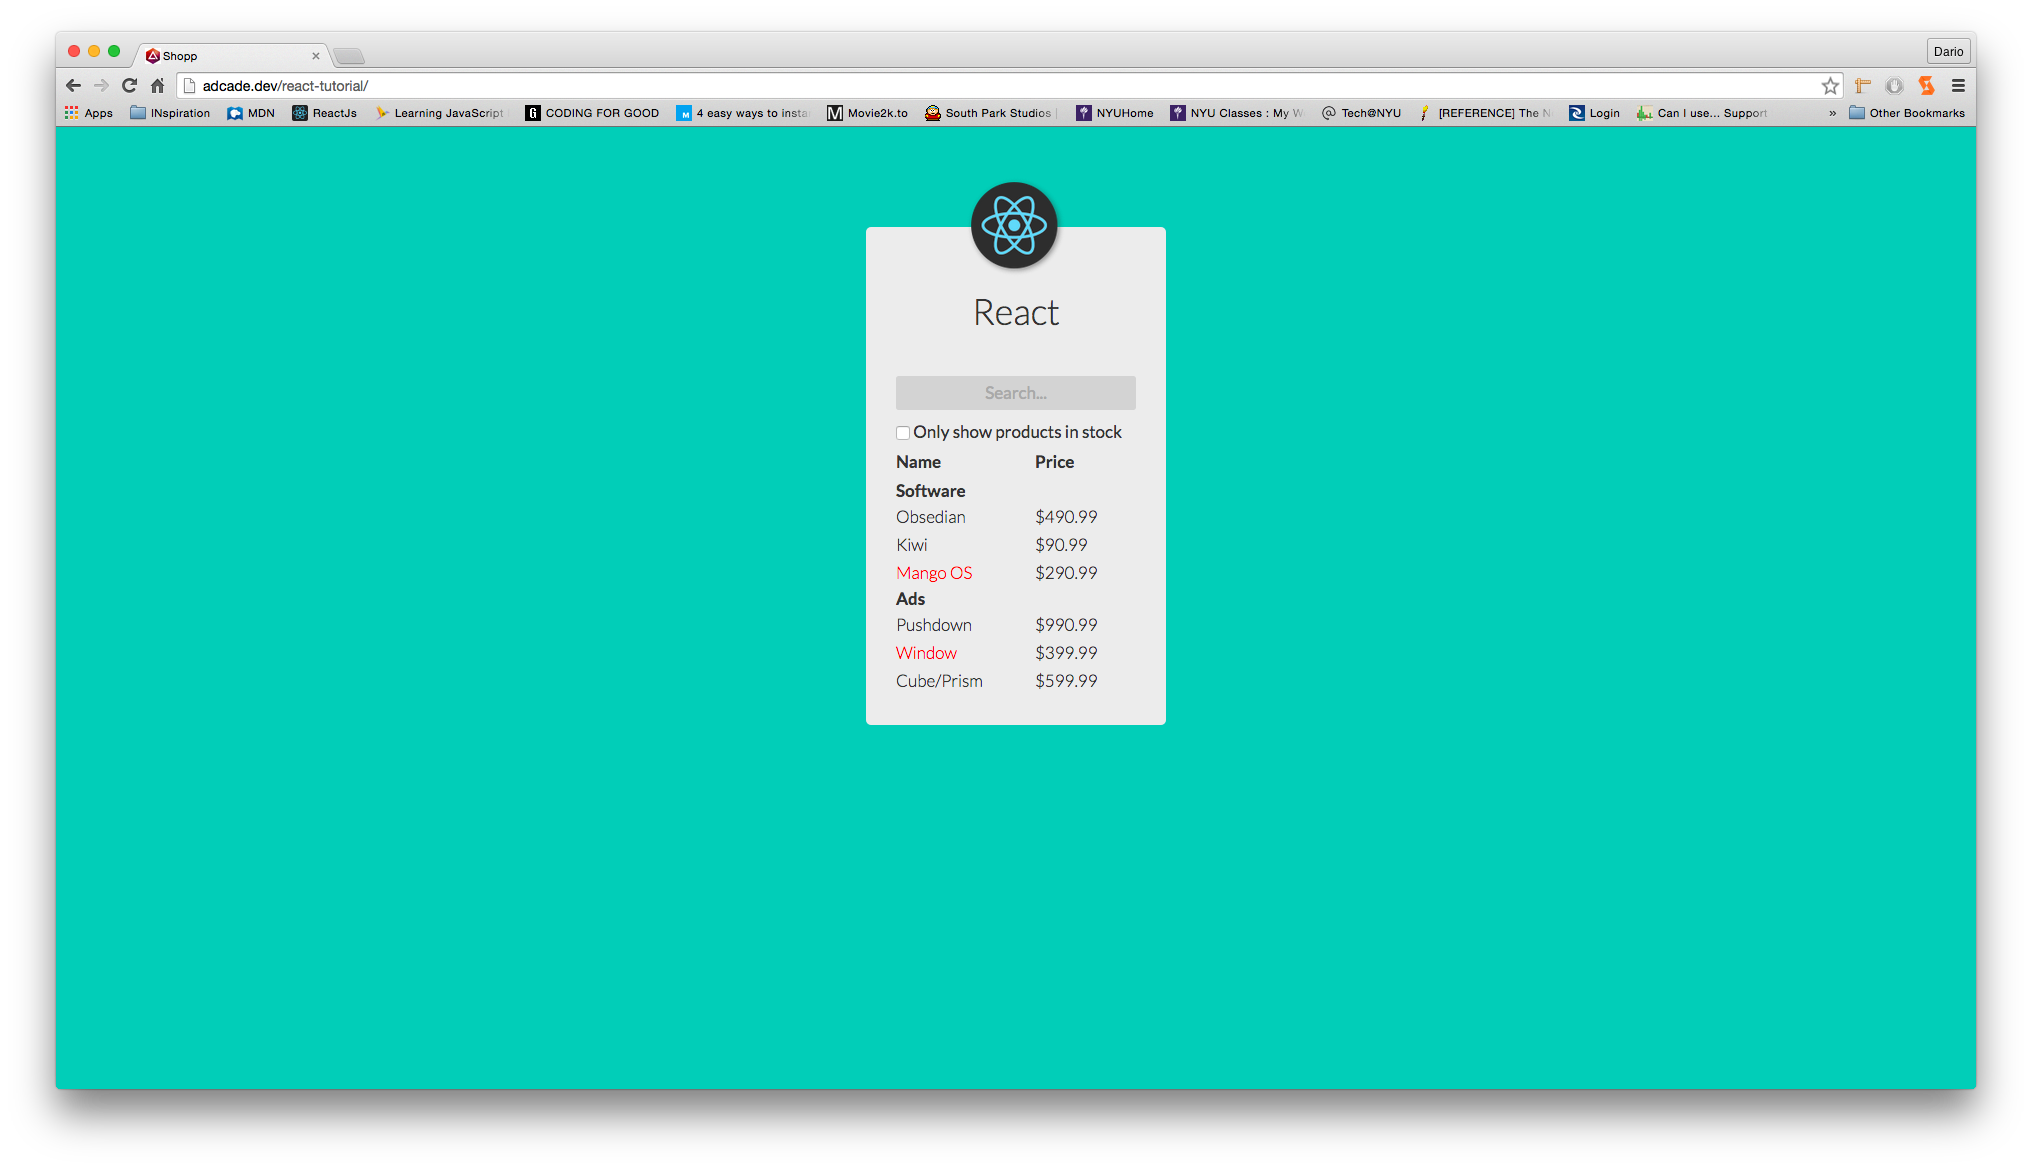 Shopp
Dario
adcade.dev/react-tutorial/
Apps INspiration MDN ReactJs Learning JavaScript CODING FOR GOOD 4 easy ways to insta Movie2k.to South Park Studios NYUHome NYU Classes : My W Tech@NYU [REFERENCE] The N Login Can I use... Support » Other Bookmarks
React
Search...
Only show products in stock
Name Price
Software
Obsedian $490.99
Kiwi $90.99
Mango OS $290.99
Ads
Pushdown $990.99
Window $399.99
Cube/Prism $599.99